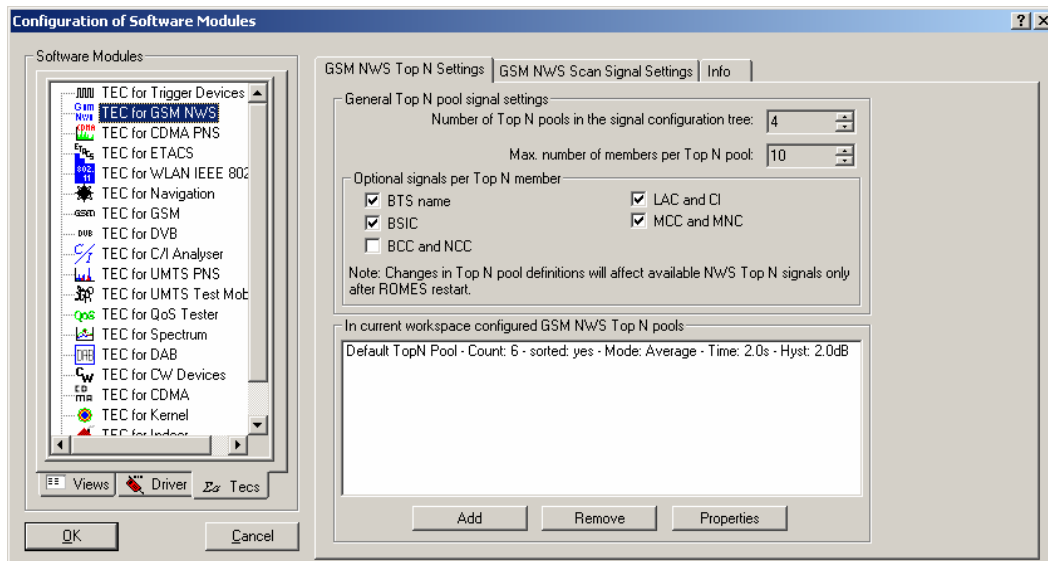 Configuration of Software Modules
Software Modules
TEC for Trigger Devices
TEC for GSM NWS
TEC for CDMA PNS
TEC for ETACS
TEC for WLAN IEEE 802
TEC for Navigation
TEC for GSM
TEC for DVB
TEC for C/I Analyser
TEC for UMTS PNS
TEC for UMTS Test Mob
TEC for QoS Tester
TEC for Spectrum
TEC for DAB
TEC for CW Devices
TEC for CDMA
TEC for Kernel
TEC for Indoor
Views Driver Tecs
OK Cancel
GSM NWS Top N Settings GSM NWS Scan Signal Settings Info
General Top N pool signal settings
Number of Top N pools in the signal configuration tree: 4
Max. number of members per Top N pool: 10
Optional signals per Top N member
BTS name LAC and CI
BSIC MCC and MNC
BCC and NCC
Note: Changes in Top N pool definitions will affect available NWS Top N signals only
after ROMES restart.
In current workspace configured GSM NWS Top N pools
Default TopN Pool - Count: 6 - sorted: yes - Mode: Average - Time: 2.0s - Hyst: 2.0dB
Add Remove Properties